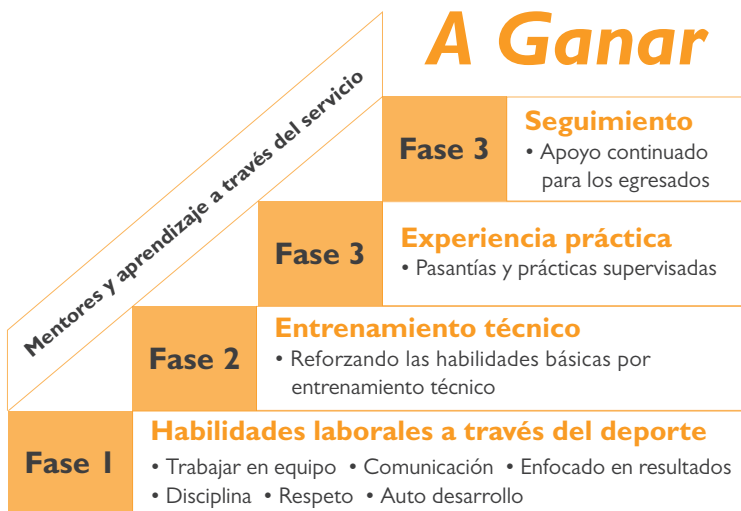 A Ganar
Mentores y aprendizaje a través del servicio
Fase 3
Seguimiento
• Apoyo continuado
para los egresados
Fase 3
Experiencia práctica
• Pasantías y prácticas supervisadas
Fase 2
Entrenamiento técnico
• Reforzando las habilidades básicas por
entrenamiento técnico
Fase 1
Habilidades laborales a través del deporte
• Trabajar en equipo • Comunicación • Enfocado en resultados
• Disciplina • Respeto • Auto desarrollo